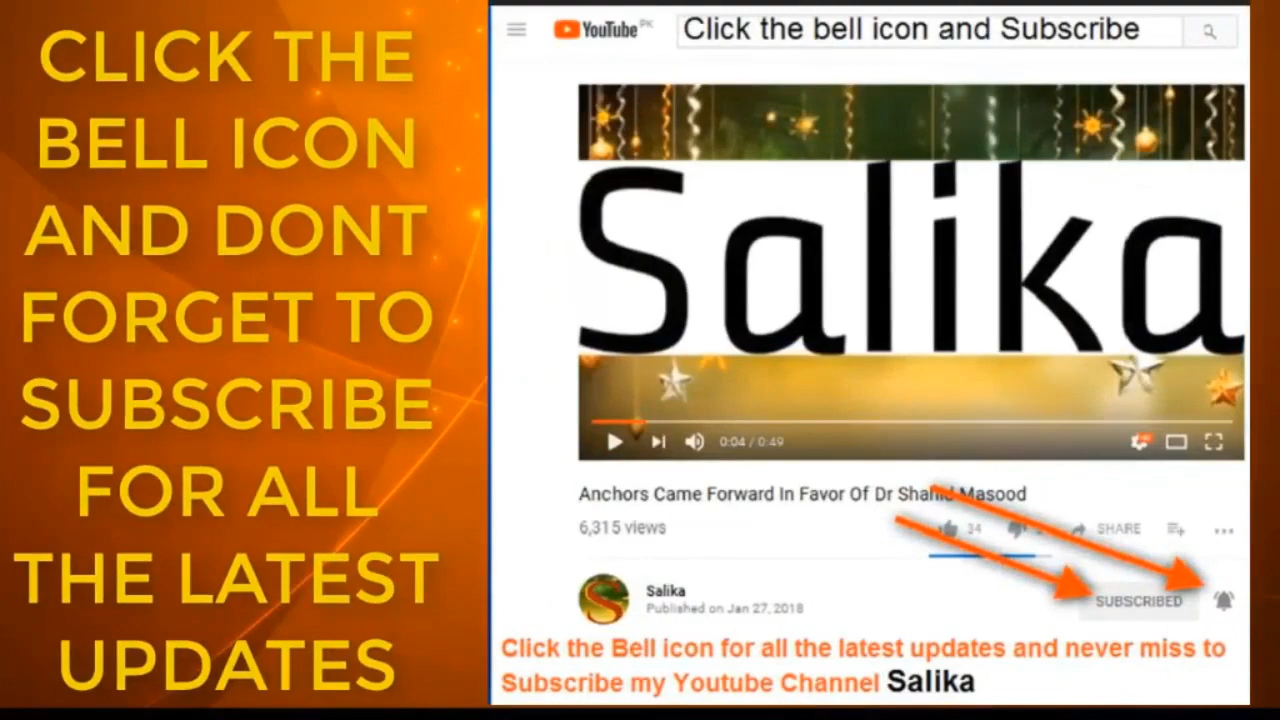 CLICK THE
BELL ICON
AND DONT
FORGET TO
SUBSCRIBE
FOR ALL
THE LATEST
UPDATES
YouTube PK
Click the bell icon and Subscribe
Salika
0:04 / 0:49
Anchors Came Forward In Favor Of Dr Shahid Masood
6,315 views
34
SHARE
Salika
Published on Jan 27, 2018
SUBSCRIBED
Click the Bell icon for all the latest updates and never miss to
Subscribe my Youtube Channel Salika